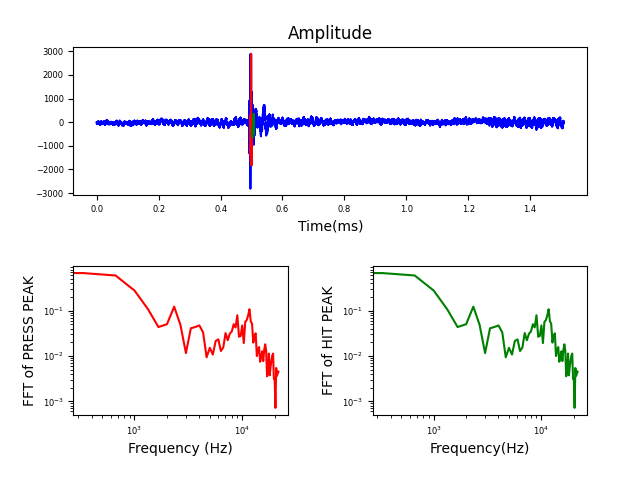 Amplitude
3000
2000
1000
0
−1000
−2000
−3000
0.0 0.2 0.4 0.6 0.8 1.0 1.2 1.4
Time(ms)
FFT of PRESS PEAK
10⁻¹
10⁻²
10⁻³
10³ 10⁴
Frequency (Hz)
FFT of HIT PEAK
10⁻¹
10⁻²
10⁻³
10³ 10⁴
Frequency(Hz)